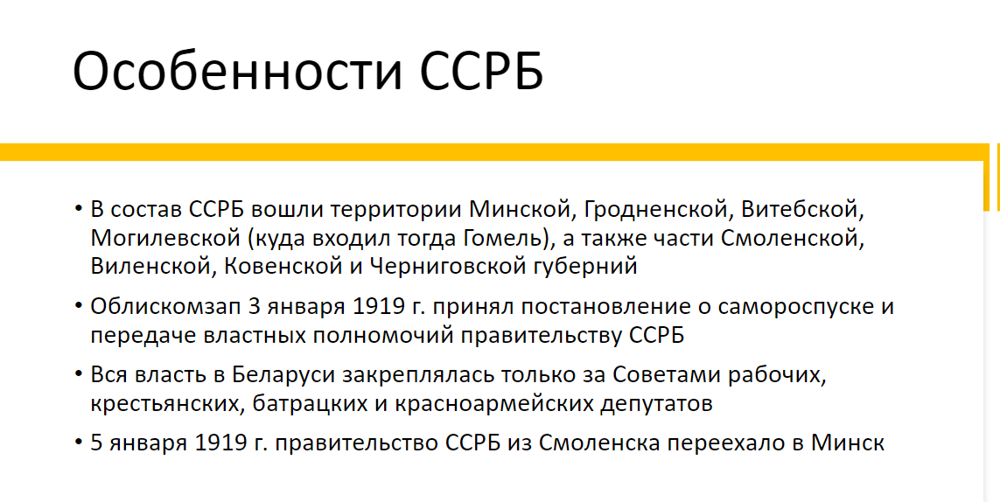 Особенности ССРБ
• В состав ССРБ вошли территории Минской, Гродненской, Витебской,
Могилевской (куда входил тогда Гомель), а также части Смоленской,
Виленской, Ковенской и Черниговской губерний
• Облискомзап 3 января 1919 г. принял постановление о самороспуске и
передаче властных полномочий правительству ССРБ
• Вся власть в Беларуси закреплялась только за Советами рабочих,
крестьянских, батрацких и красноармейских депутатов
• 5 января 1919 г. правительство ССРБ из Смоленска переехало в Минск